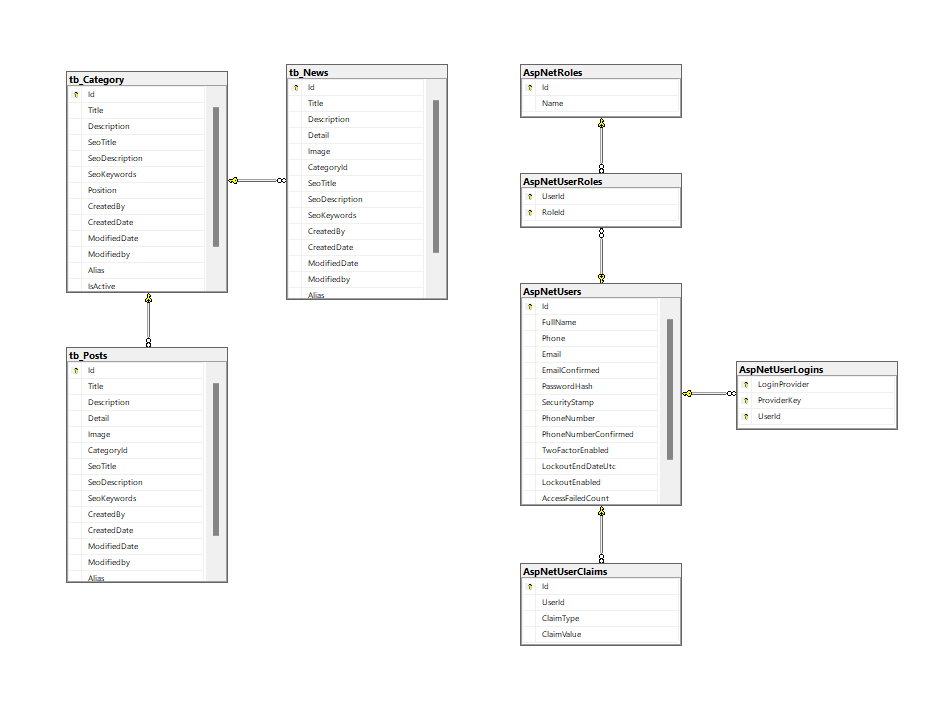 tb_Category
Id
Title
Description
SeoTitle
SeoDescription
SeoKeywords
Position
CreatedBy
CreatedDate
ModifiedDate
Modifiedby
Alias
IsActive
tb_News
Id
Title
Description
Detail
Image
CategoryId
SeoTitle
SeoDescription
SeoKeywords
CreatedBy
CreatedDate
ModifiedDate
Modifiedby
Alias
tb_Posts
Id
Title
Description
Detail
Image
CategoryId
SeoTitle
SeoDescription
SeoKeywords
CreatedBy
CreatedDate
ModifiedDate
Modifiedby
Alias
AspNetRoles
Id
Name
AspNetUserRoles
UserId
RoleId
AspNetUsers
Id
FullName
Phone
Email
EmailConfirmed
PasswordHash
SecurityStamp
PhoneNumber
PhoneNumberConfirmed
TwoFactorEnabled
LockoutEndDateUtc
LockoutEnabled
AccessFailedCount
AspNetUserLogins
LoginProvider
ProviderKey
UserId
AspNetUserClaims
Id
UserId
ClaimType
ClaimValue